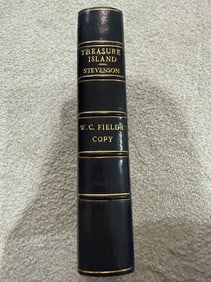 TREASURE
ISLAND
STEVENSON
W.C. FIELDS
COPY